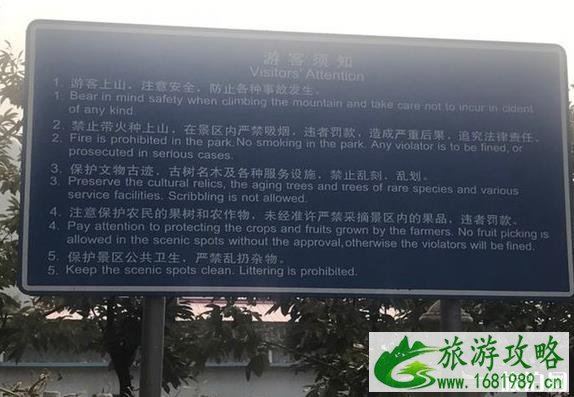 游客须知
Visitors' Attention
1. 游客上山，注意安全，防止各种事故发生。
1. Bear in mind safety when climbing the mountain and take care not to incur in cident
of any kind.
2. 禁止带火种上山，在景区内严禁吸烟，违者罚款，造成严重后果，追究法律责任。
2. Fire is prohibited in the park. No smoking in the park. Any violator is to be fined, or
prosecuted in serious cases.
3. 保护文物古迹，古树名木及各种服务设施，禁止乱刻，乱划。
3. Preserve the cultural relics, the aging trees and trees of rare species and various
service facilities. Scribbling is not allowed.
4. 注意保护农民的果树和农作物，未经准许严禁采摘景区内的果品，违者罚款。
4. Pay attention to protecting the crops and fruits grown by the farmers. No fruit picking is
allowed in the scenic spots without the approval, otherwise the violators will be fined.
5. 保护景区公共卫生，严禁乱扔杂物。
5. Keep the scenic spots clean. Littering is prohibited.
旅游攻略
www.1681989.cn